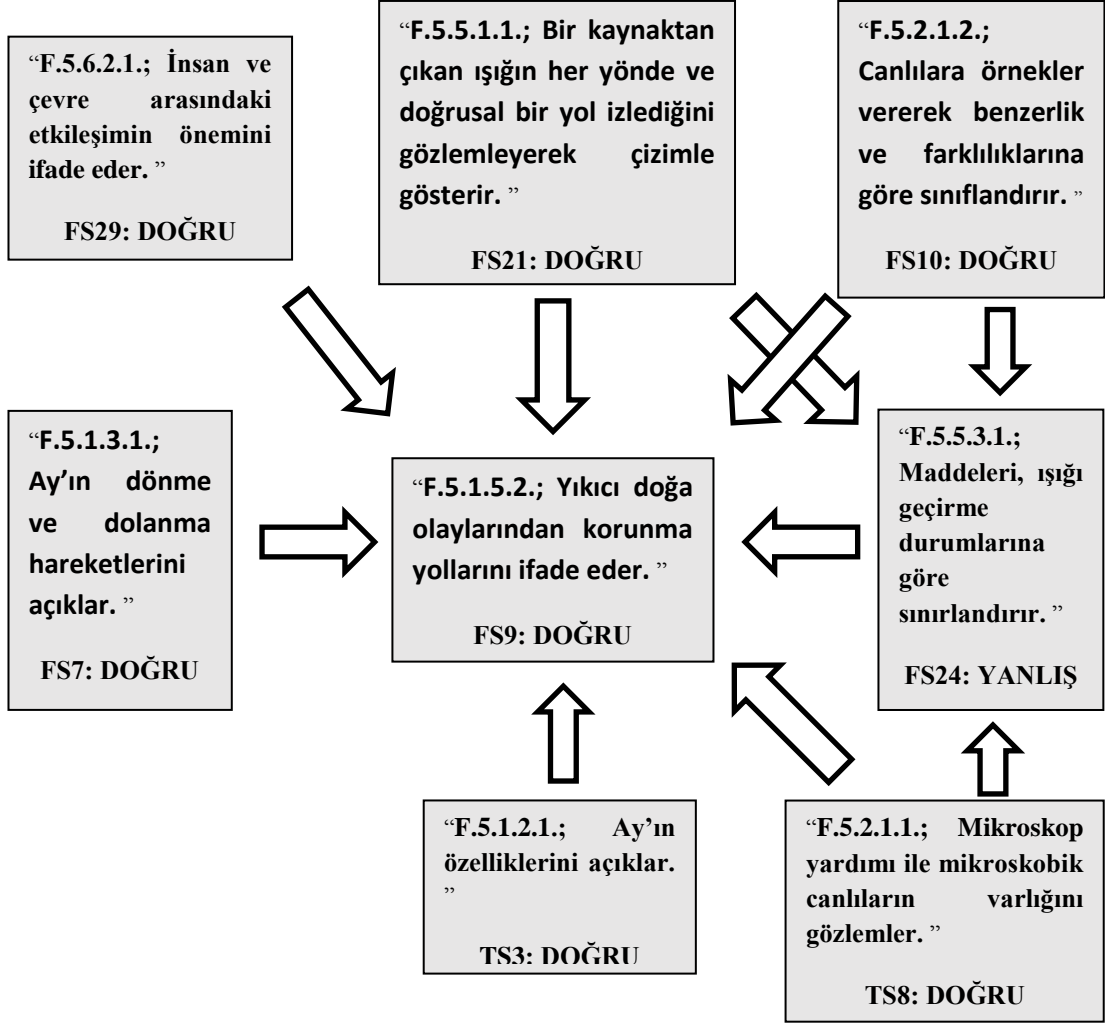 “F.5.6.2.1.; İnsan ve
çevre arasındaki
etkileşimin önemini
ifade eder. ”
FS29: DOĞRU
“F.5.5.1.1.; Bir kaynaktan
çıkan ışığın her yönde ve
doğrusal bir yol izlediğini
gözlemleyerek çizimle
gösterir. ”
FS21: DOĞRU
“F.5.2.1.2.;
Canlılara örnekler
vererek benzerlik
ve farklılıklarına
göre sınıflandırır. ”
FS10: DOĞRU
“F.5.1.3.1.;
Ay’ın dönme
ve dolanma
hareketlerini
açıklar. ”
FS7: DOĞRU
“F.5.1.5.2.; Yıkıcı doğa
olaylarından korunma
yollarını ifade eder. ”
FS9: DOĞRU
“F.5.5.3.1.;
Maddeleri, ışığı
geçirme
durumlarına
göre
sınırlandırır. ”
FS24: YANLIŞ
“F.5.1.2.1.; Ay’ın
özelliklerini açıklar.
”
TS3: DOĞRU
“F.5.2.1.1.; Mikroskop
yardımı ile mikroskobik
canlıların varlığını
gözlemler. ”
TS8: DOĞRU